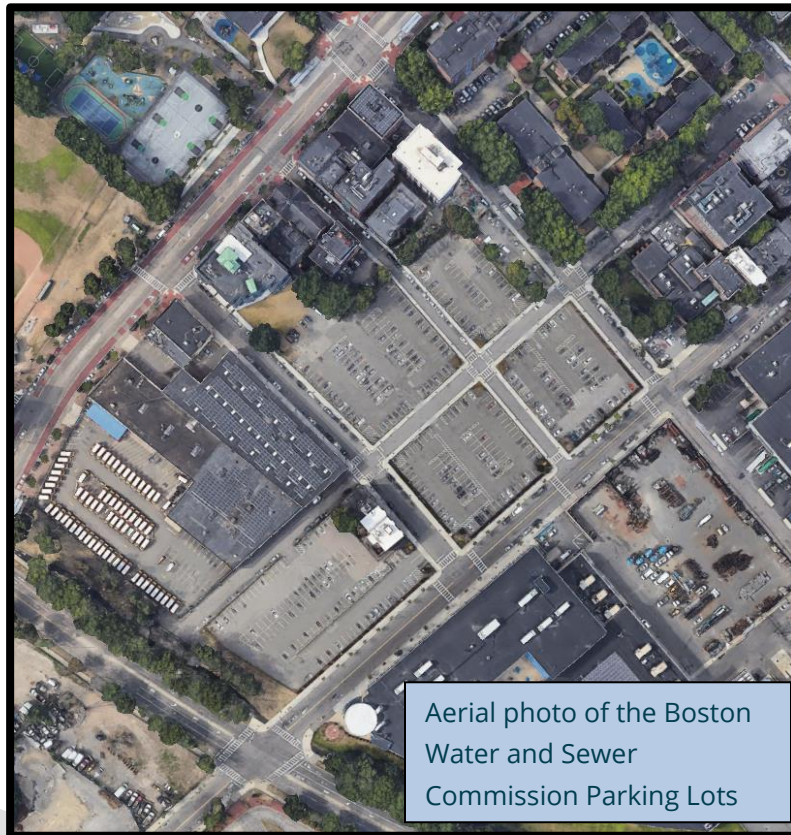 Aerial photo of the Boston
Water and Sewer
Commission Parking Lots